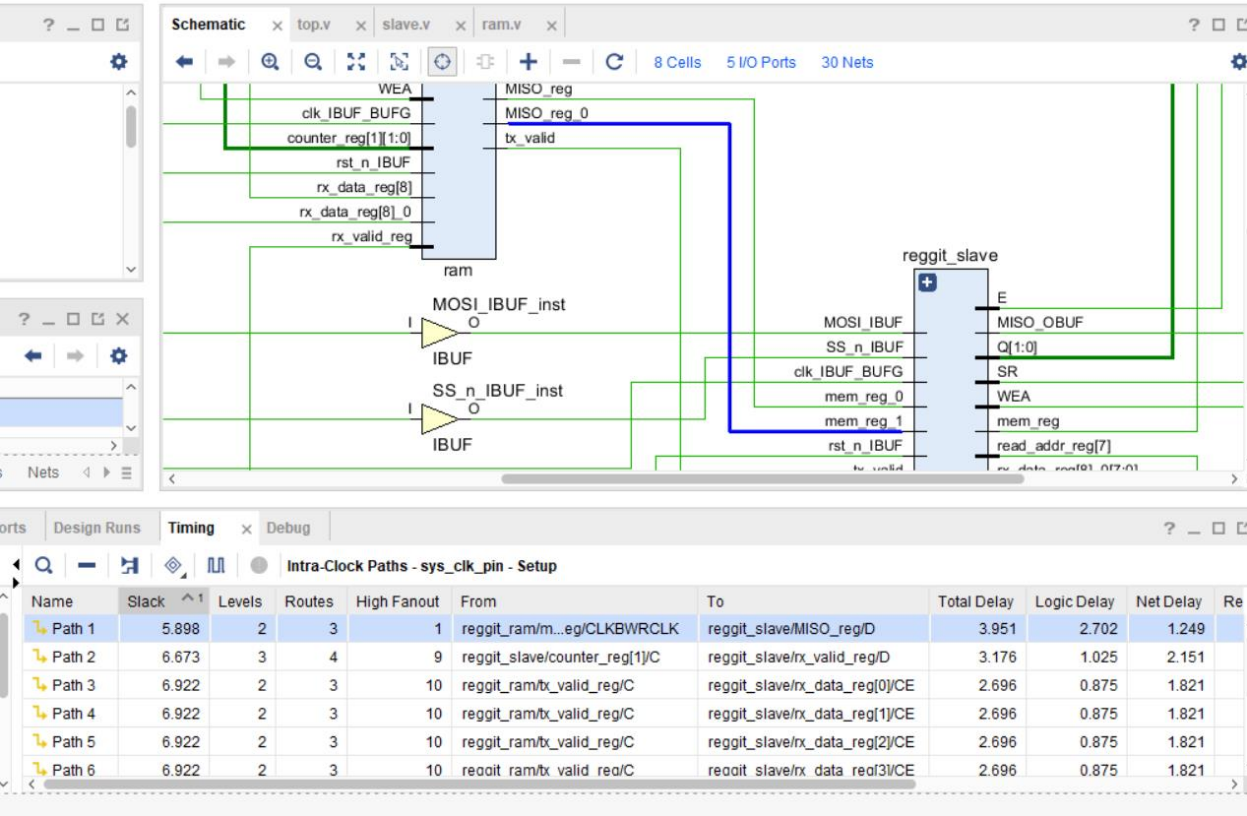 Schematic × top.v × slave.v × ram.v ×
8 Cells 5 I/O Ports 30 Nets
WEA MISO_reg
clk_IBUF_BUFG MISO_reg_0
counter_reg[1][1:0] tx_valid
rst_n_IBUF
rx_data_reg[8]
rx_data_reg[8]_0
rx_valid_reg
ram
reggit_slave
MOSI_IBUF_inst
I O
IBUF
SS_n_IBUF_inst
I O
IBUF
E
MOSI_IBUF MISO_OBUF
SS_n_IBUF Q[1:0]
clk_IBUF_BUFG SR
mem_reg_0 WEA
mem_reg_1 mem_reg
rst_n_IBUF read_addr_reg[7]
tx_valid rx_data_reg[8]_0[7:0]
Nets
orts Design Runs Timing × Debug
Intra-Clock Paths - sys_clk_pin - Setup
Name Slack ^1 Levels Routes High Fanout From To Total Delay Logic Delay Net Delay Re
Path 1 5.898 2 3 1 reggit_ram/m...eg/CLKBWRCLK reggit_slave/MISO_reg/D 3.951 2.702 1.249
Path 2 6.673 3 4 9 reggit_slave/counter_reg[1]/C reggit_slave/rx_valid_reg/D 3.176 1.025 2.151
Path 3 6.922 2 3 10 reggit_ram/tx_valid_reg/C reggit_slave/rx_data_reg[0]/CE 2.696 0.875 1.821
Path 4 6.922 2 3 10 reggit_ram/tx_valid_reg/C reggit_slave/rx_data_reg[1]/CE 2.696 0.875 1.821
Path 5 6.922 2 3 10 reggit_ram/tx_valid_reg/C reggit_slave/rx_data_reg[2]/CE 2.696 0.875 1.821
Path 6 6.922 2 3 10 reggit_ram/tx_valid_reg/C reggit_slave/rx_data_reg[3]/CE 2.696 0.875 1.821